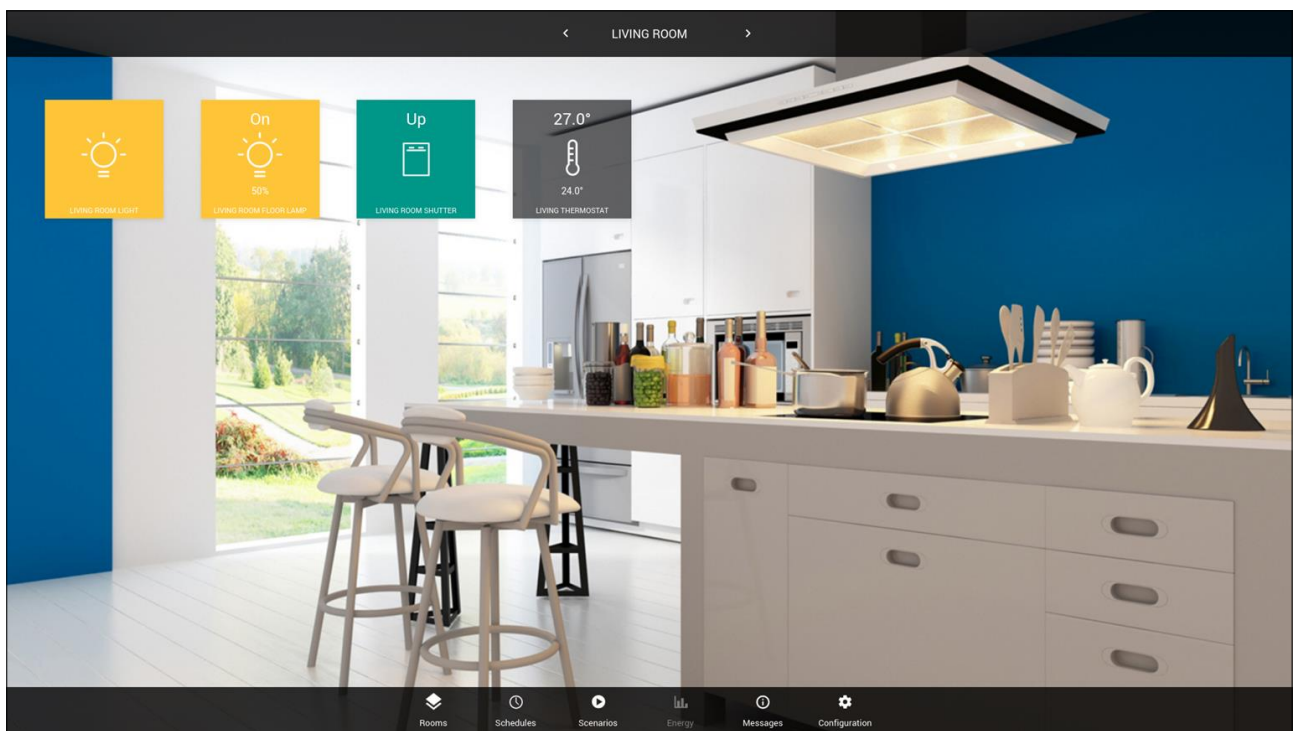 LIVING ROOM
On
Up
27.0°
50%
24.0°
LIVING ROOM LIGHT
LIVING ROOM FLOOR LAMP
LIVING ROOM SHUTTER
LIVING THERMOSTAT
Rooms
Schedules
Scenarios
Energy
Messages
Configuration